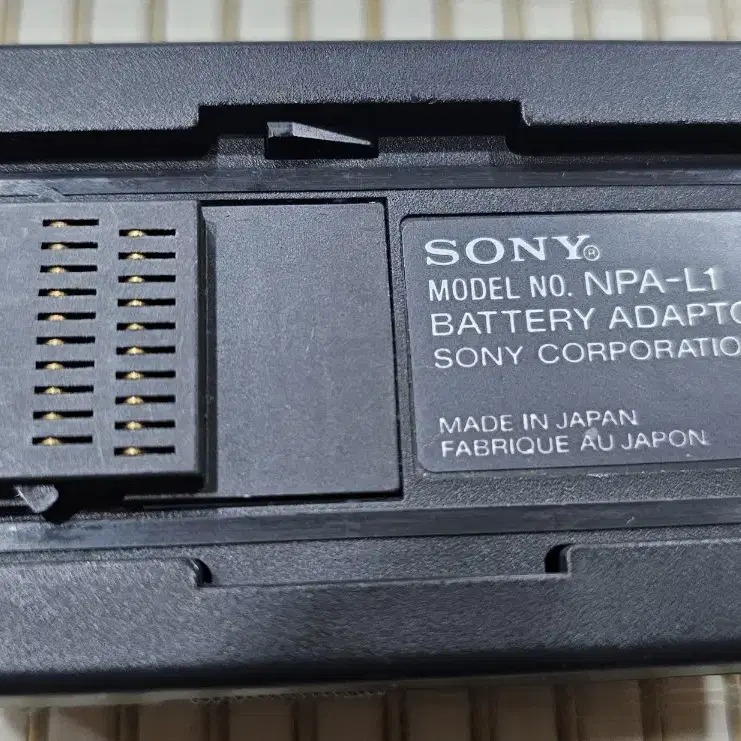 SONY®
MODEL NO. NPA-L1
BATTERY ADAPTO
SONY CORPORATIO
MADE IN JAPAN
FABRIQUE AU JAPON